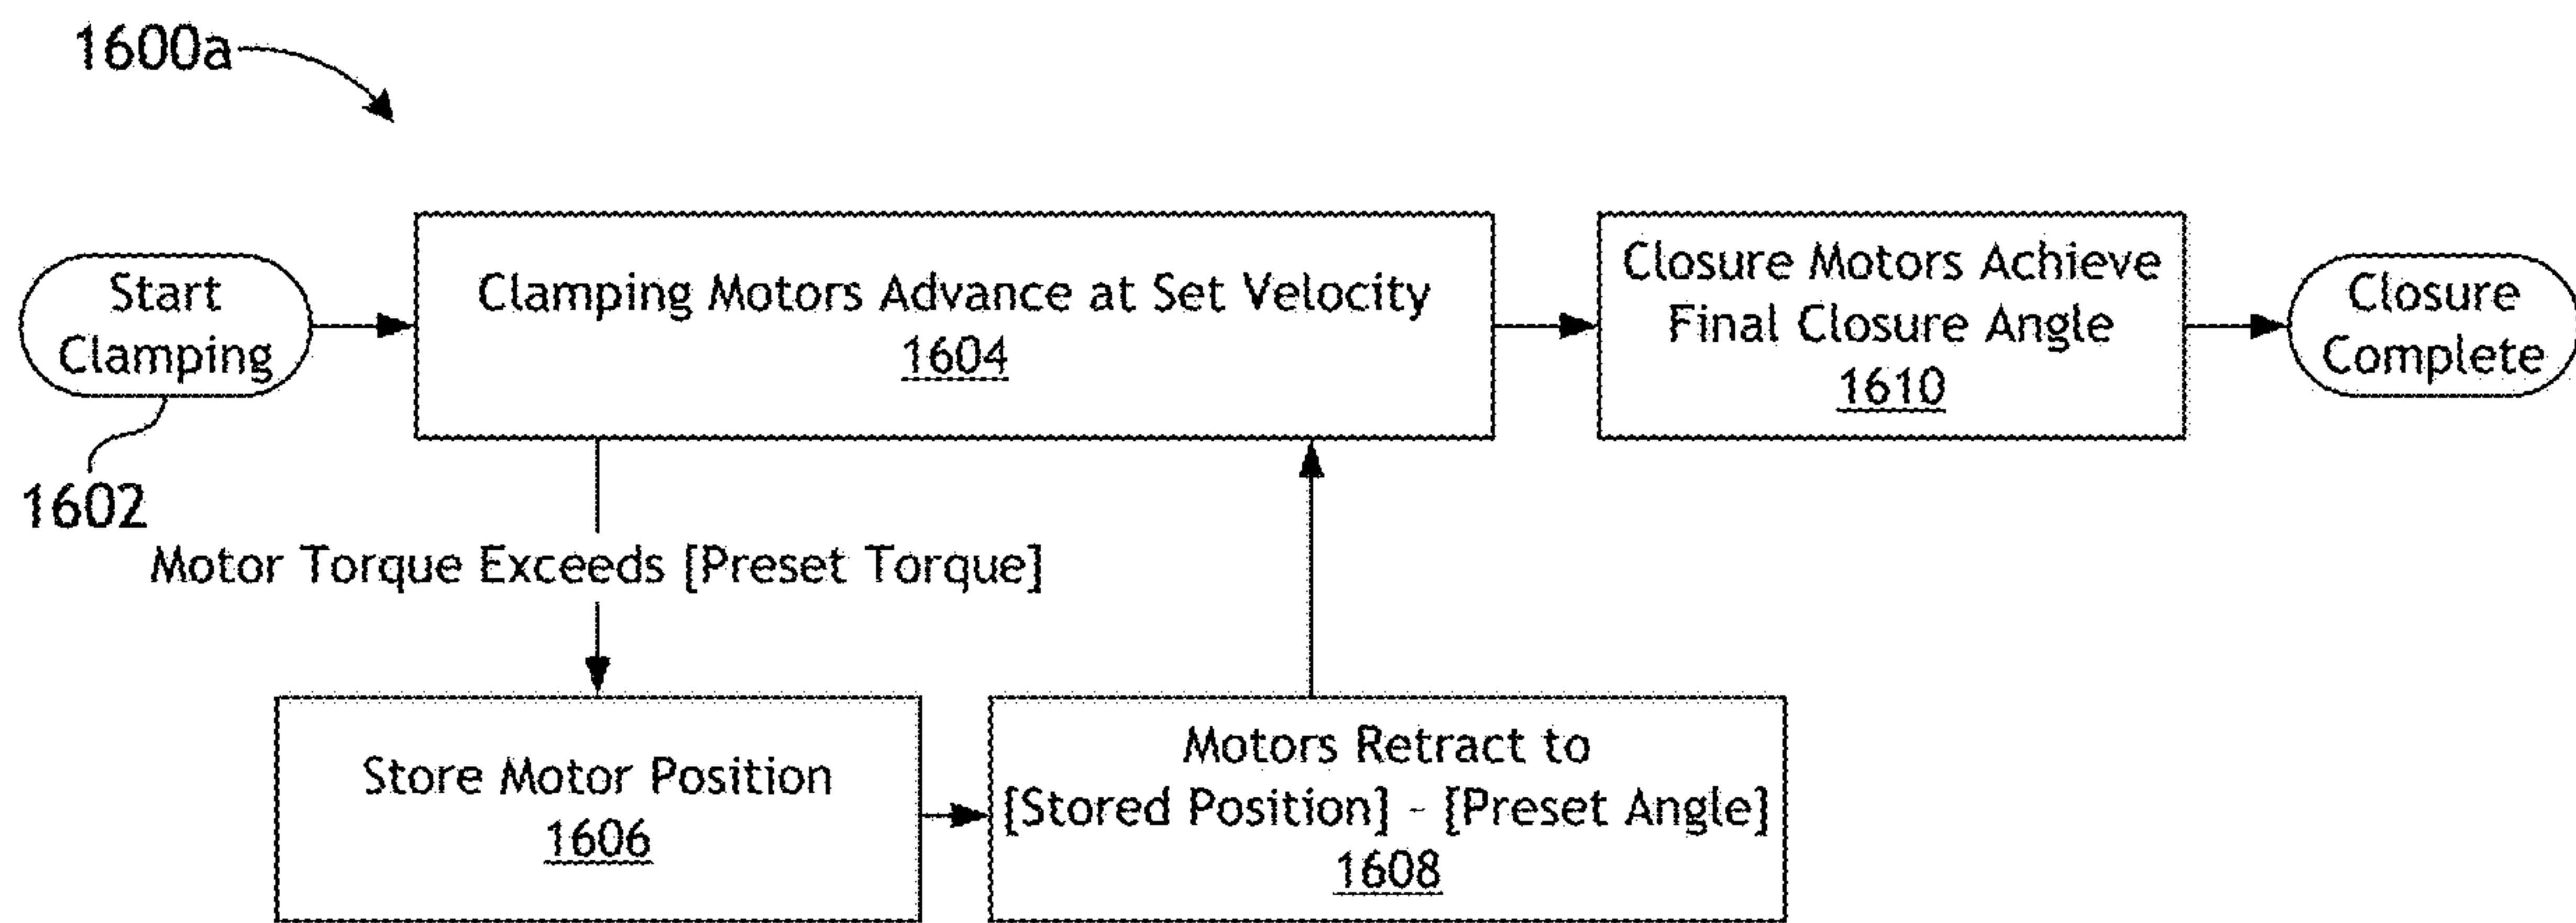 1600a
Start
Clamping
1602
Clamping Motors Advance at Set Velocity
1604
Closure Motors Achieve
Final Closure Angle
1610
Closure
Complete
Motor Torque Exceeds [Preset Torque]
Store Motor Position
1606
Motors Retract to
[Stored Position] - [Preset Angle]
1608